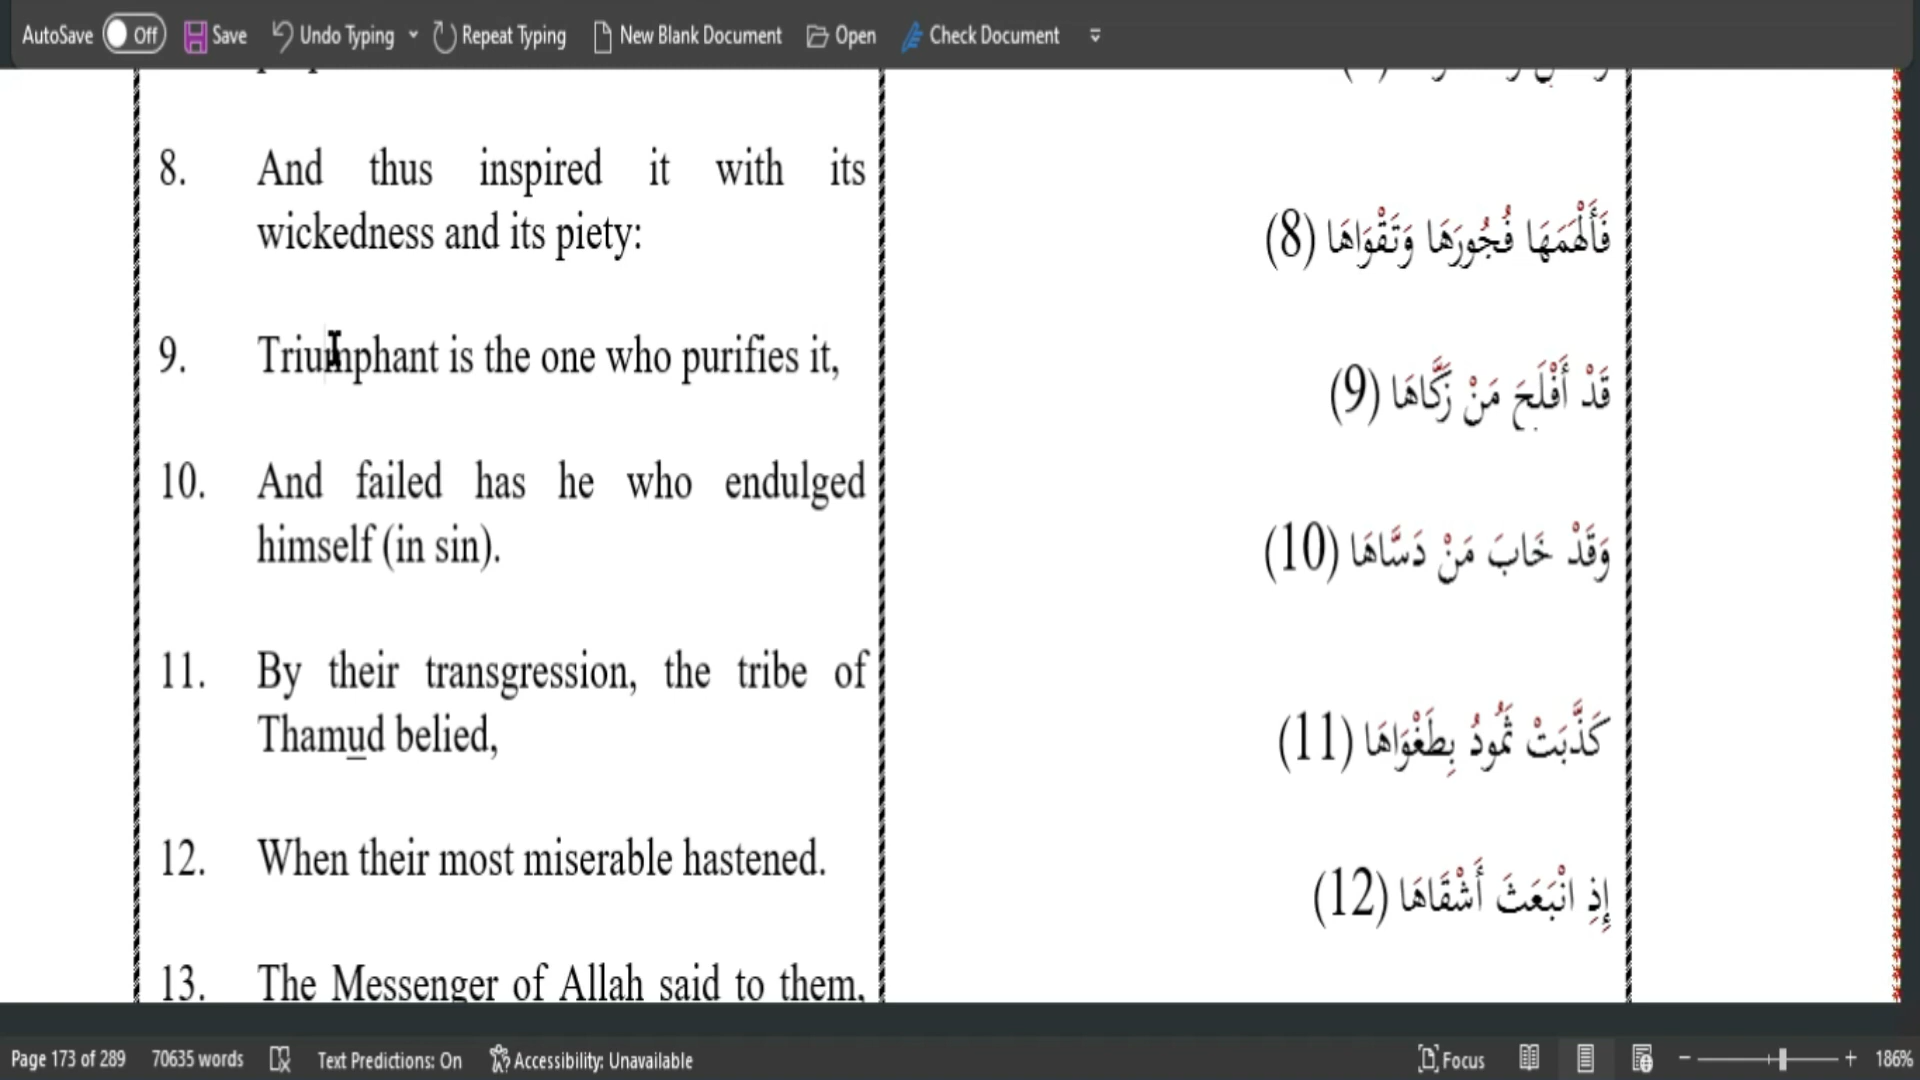 AutoSave Off Save Undo Typing Repeat Typing New Blank Document Open Check Document
8. And thus inspired it with its
wickedness and its piety:
9. Triumphant is the one who purifies it,
10. And failed has he who endulged
himself (in sin).
11. By their transgression, the tribe of
Thamud belied,
12. When their most miserable hastened.
13. The Messenger of Allah said to them,
فَأَلْهَمَهَا فُجُورَهَا وَتَقْوَاهَا (8)
قَدْ أَفْلَحَ مَنْ زَكَّاهَا (9)
وَقَدْ خَابَ مَنْ دَسَّاهَا (10)
كَذَّبَتْ ثَمُودُ بِطَغْوَاهَا (11)
إِذِ انْبَعَثَ أَشْقَاهَا (12)
Page 173 of 289 70635 words Text Predictions: On Accessibility: Unavailable Focus 186%